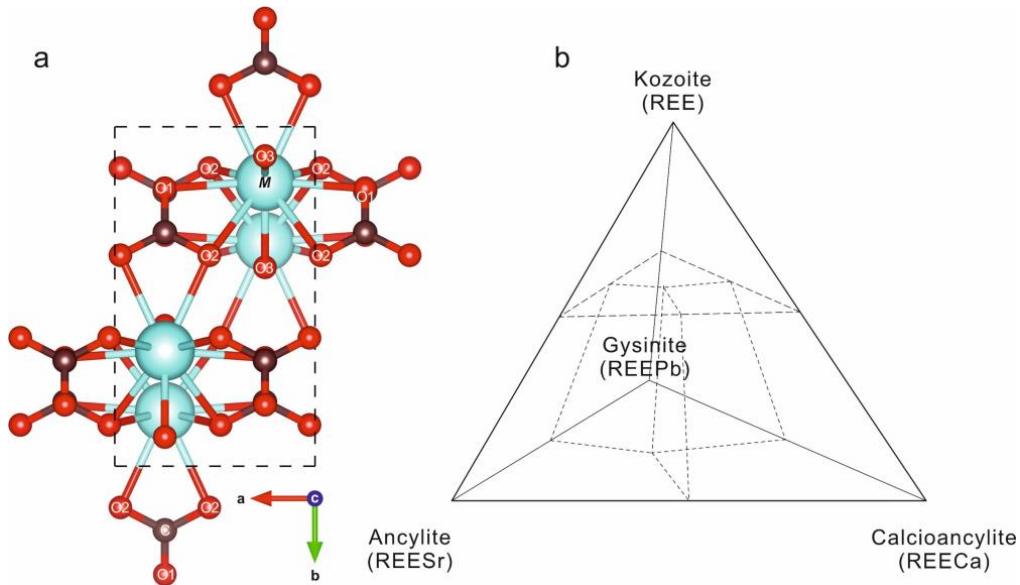 a
b
Kozoite
(REE)
O3
O2
O2
M
O1
O1
O2
O2
O3
Gysinite
(REEPb)
O2
O2
a
c
C
b
O1
Ancylite
(REESr)
Calcioancylite
(REECa)